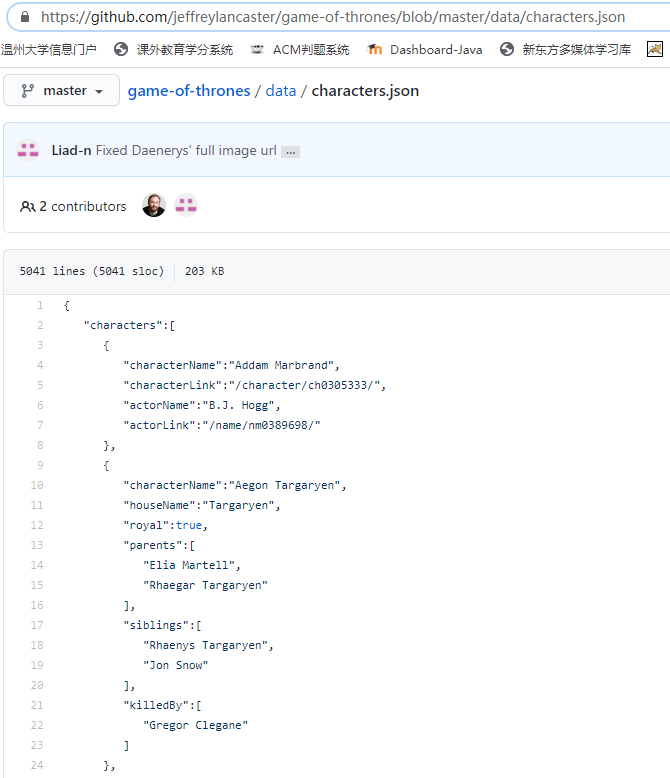 https://github.com/jeffreylancaster/game-of-thrones/blob/master/data/characters.json
温州大学信息门户 课外教育学分系统 ACM判题系统 Dashboard-Java 新东方多媒体学习库
master game-of-thrones / data / characters.json
Liad-n Fixed Daenerys' full image url ...
2 contributors
5041 lines (5041 sloc) 203 KB
1 {
2 "characters":[
3 {
4 "characterName":"Addam Marbrand",
5 "characterLink":"/character/ch0305333/",
6 "actorName":"B.J. Hogg",
7 "actorLink":"/name/nm0389698/"
8 },
9 {
10 "characterName":"Aegon Targaryen",
11 "houseName":"Targaryen",
12 "royal":true,
13 "parents":[
14 "Elia Martell",
15 "Rhaegar Targaryen"
16 ],
17 "siblings":[
18 "Rhaenys Targaryen",
19 "Jon Snow"
20 ],
21 "killedBy":[
22 "Gregor Clegane"
23 ]
24 },